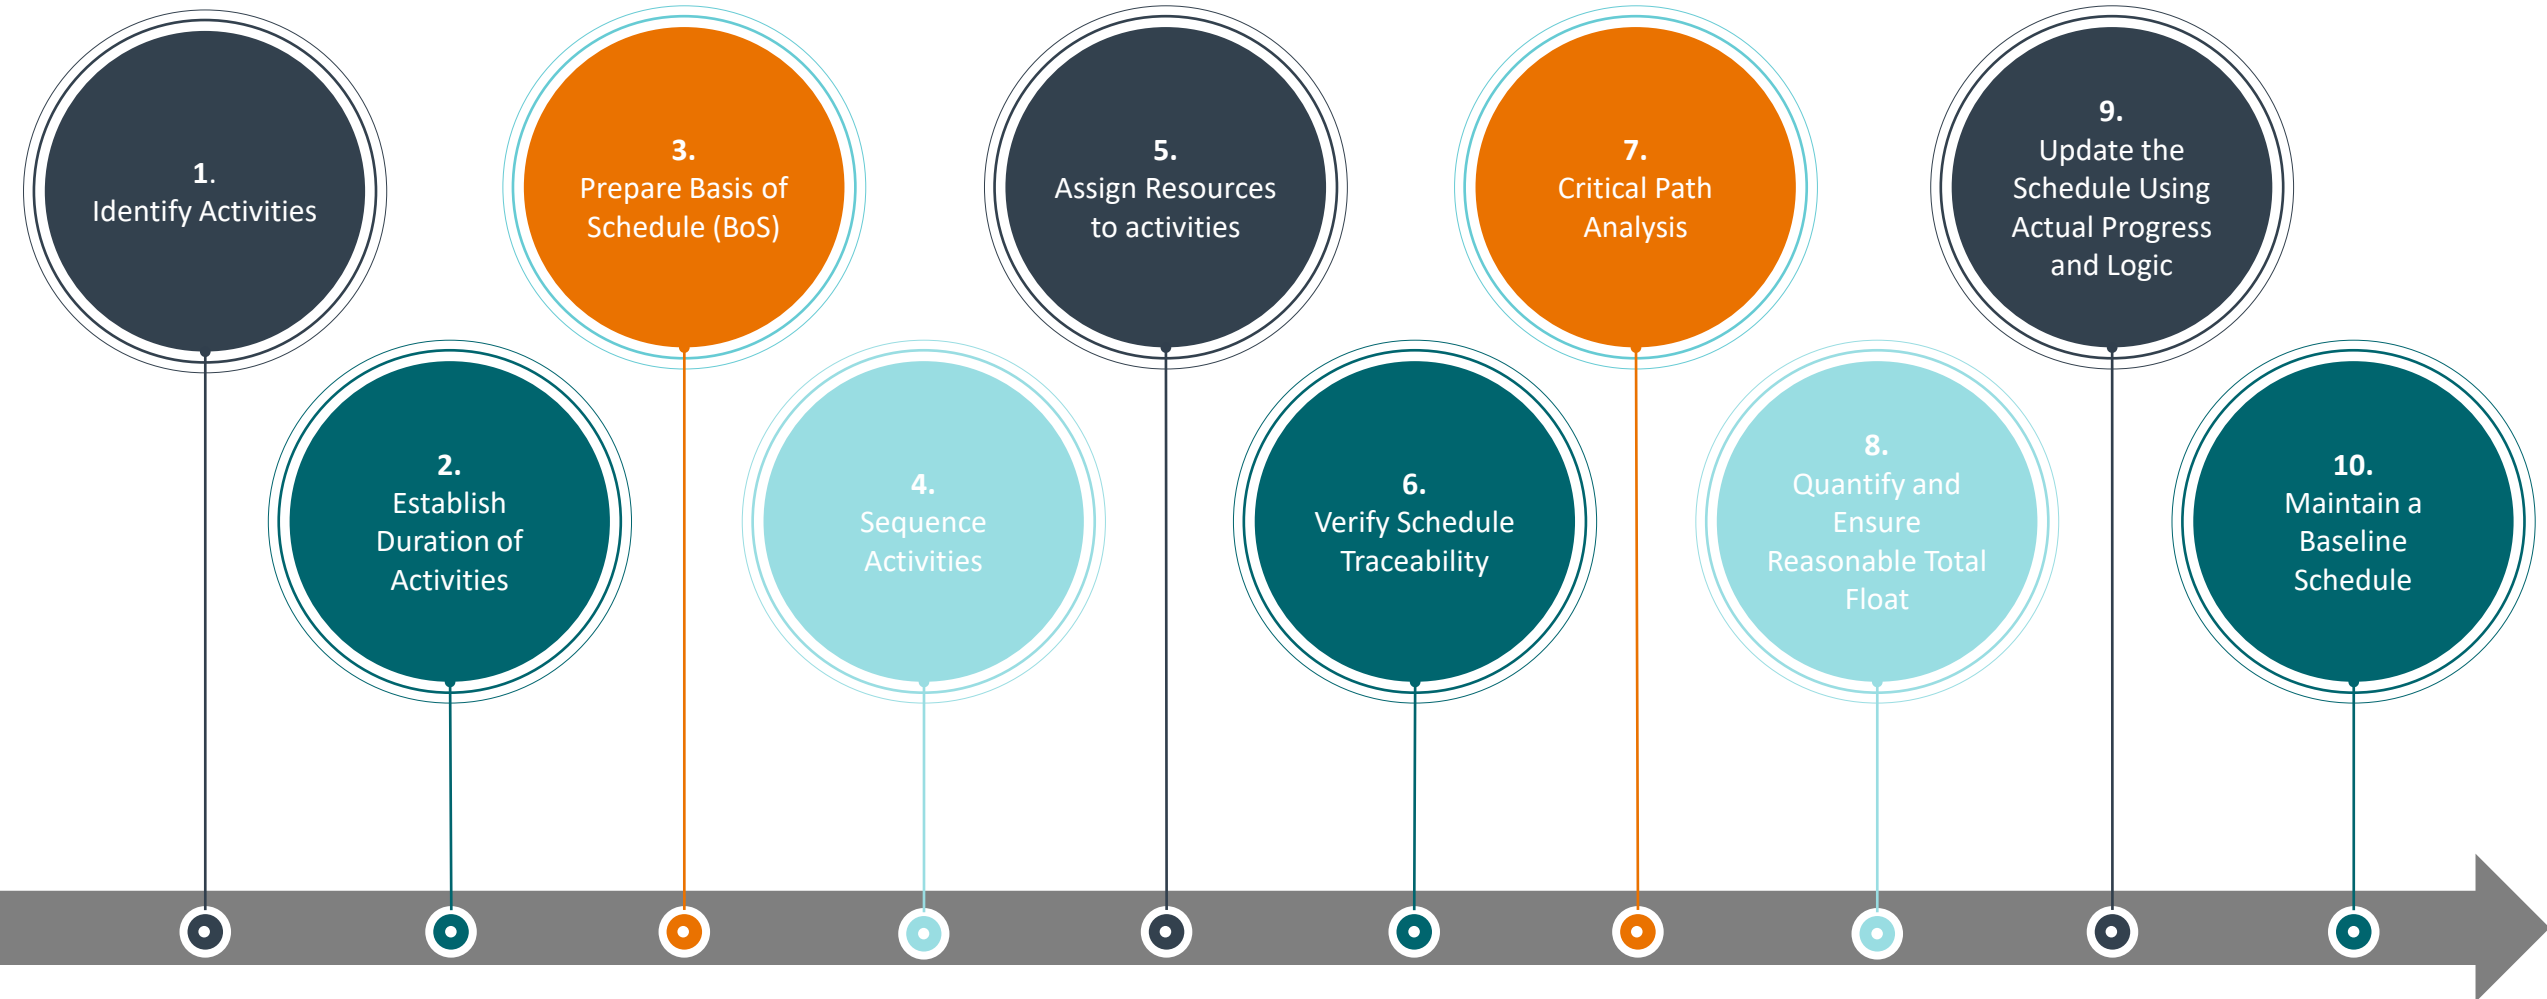 1.
Identify Activities
2.
Establish
Duration of
Activities
3.
Prepare Basis of
Schedule (BoS)
4.
Sequence
Activities
5.
Assign Resources
to activities
6.
Verify Schedule
Traceability
7.
Critical Path
Analysis
8.
Quantify and
Ensure
Reasonable Total
Float
9.
Update the
Schedule Using
Actual Progress
and Logic
10.
Maintain a
Baseline
Schedule